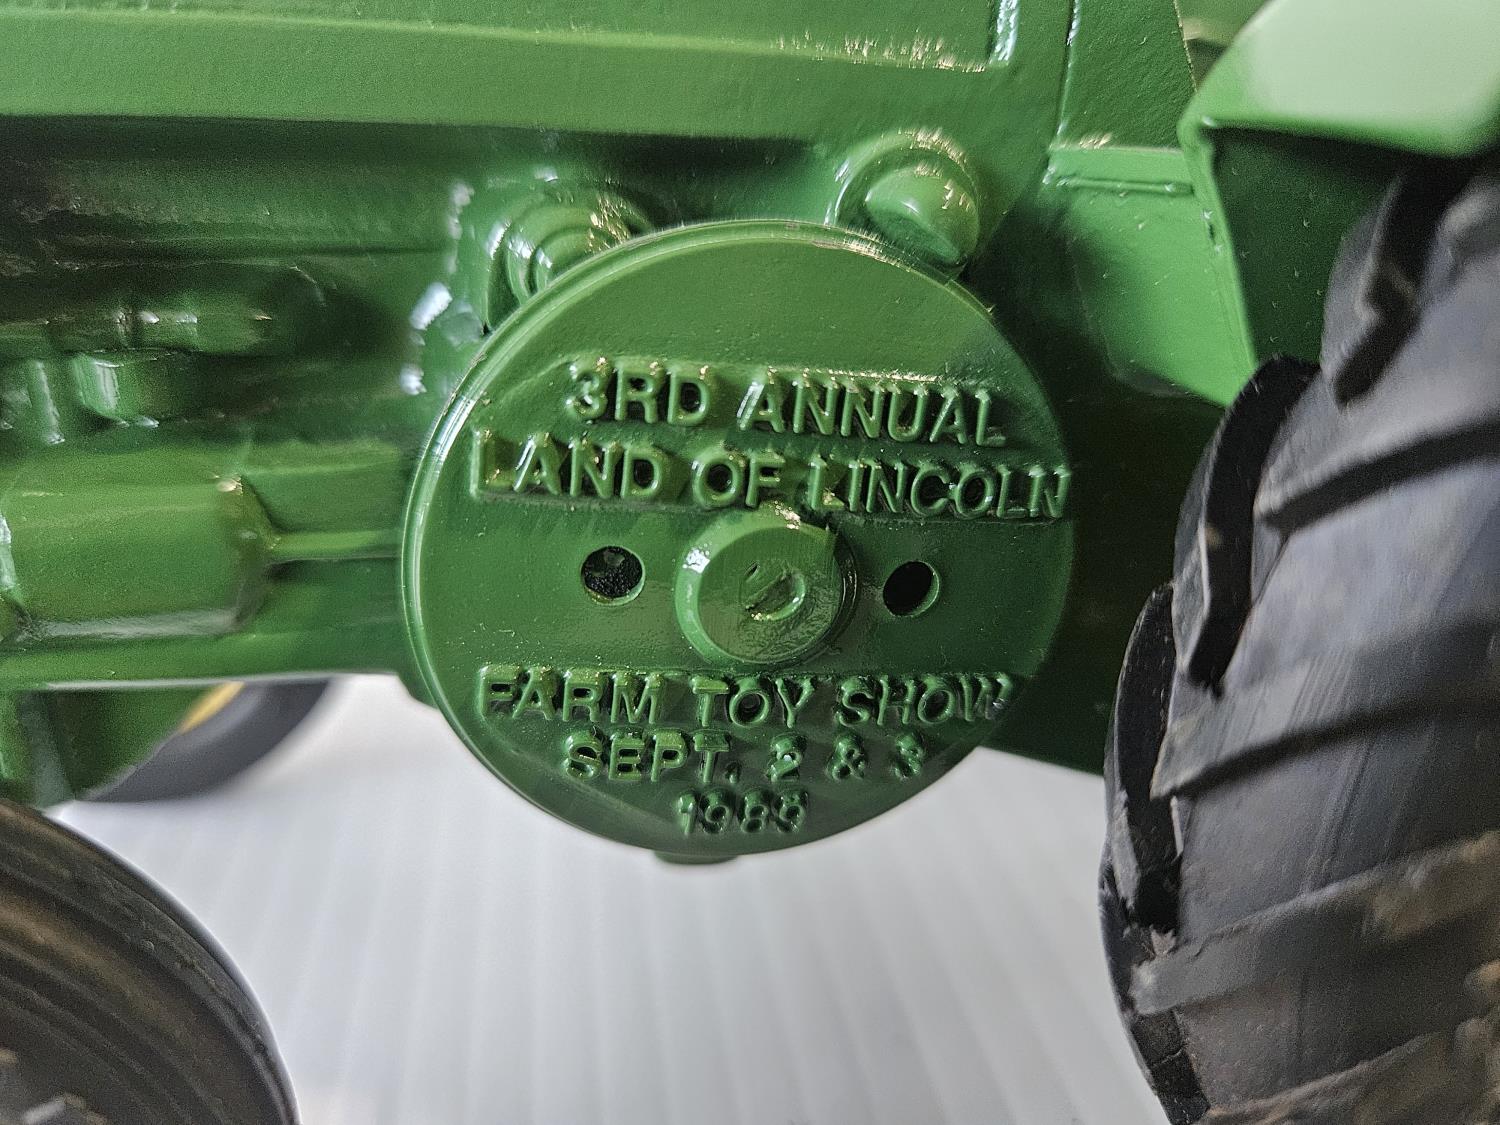 3RD ANNUAL
LAND OF LINCOLN
FARM TOY SHOW
SEPT. 2 & 3
1989